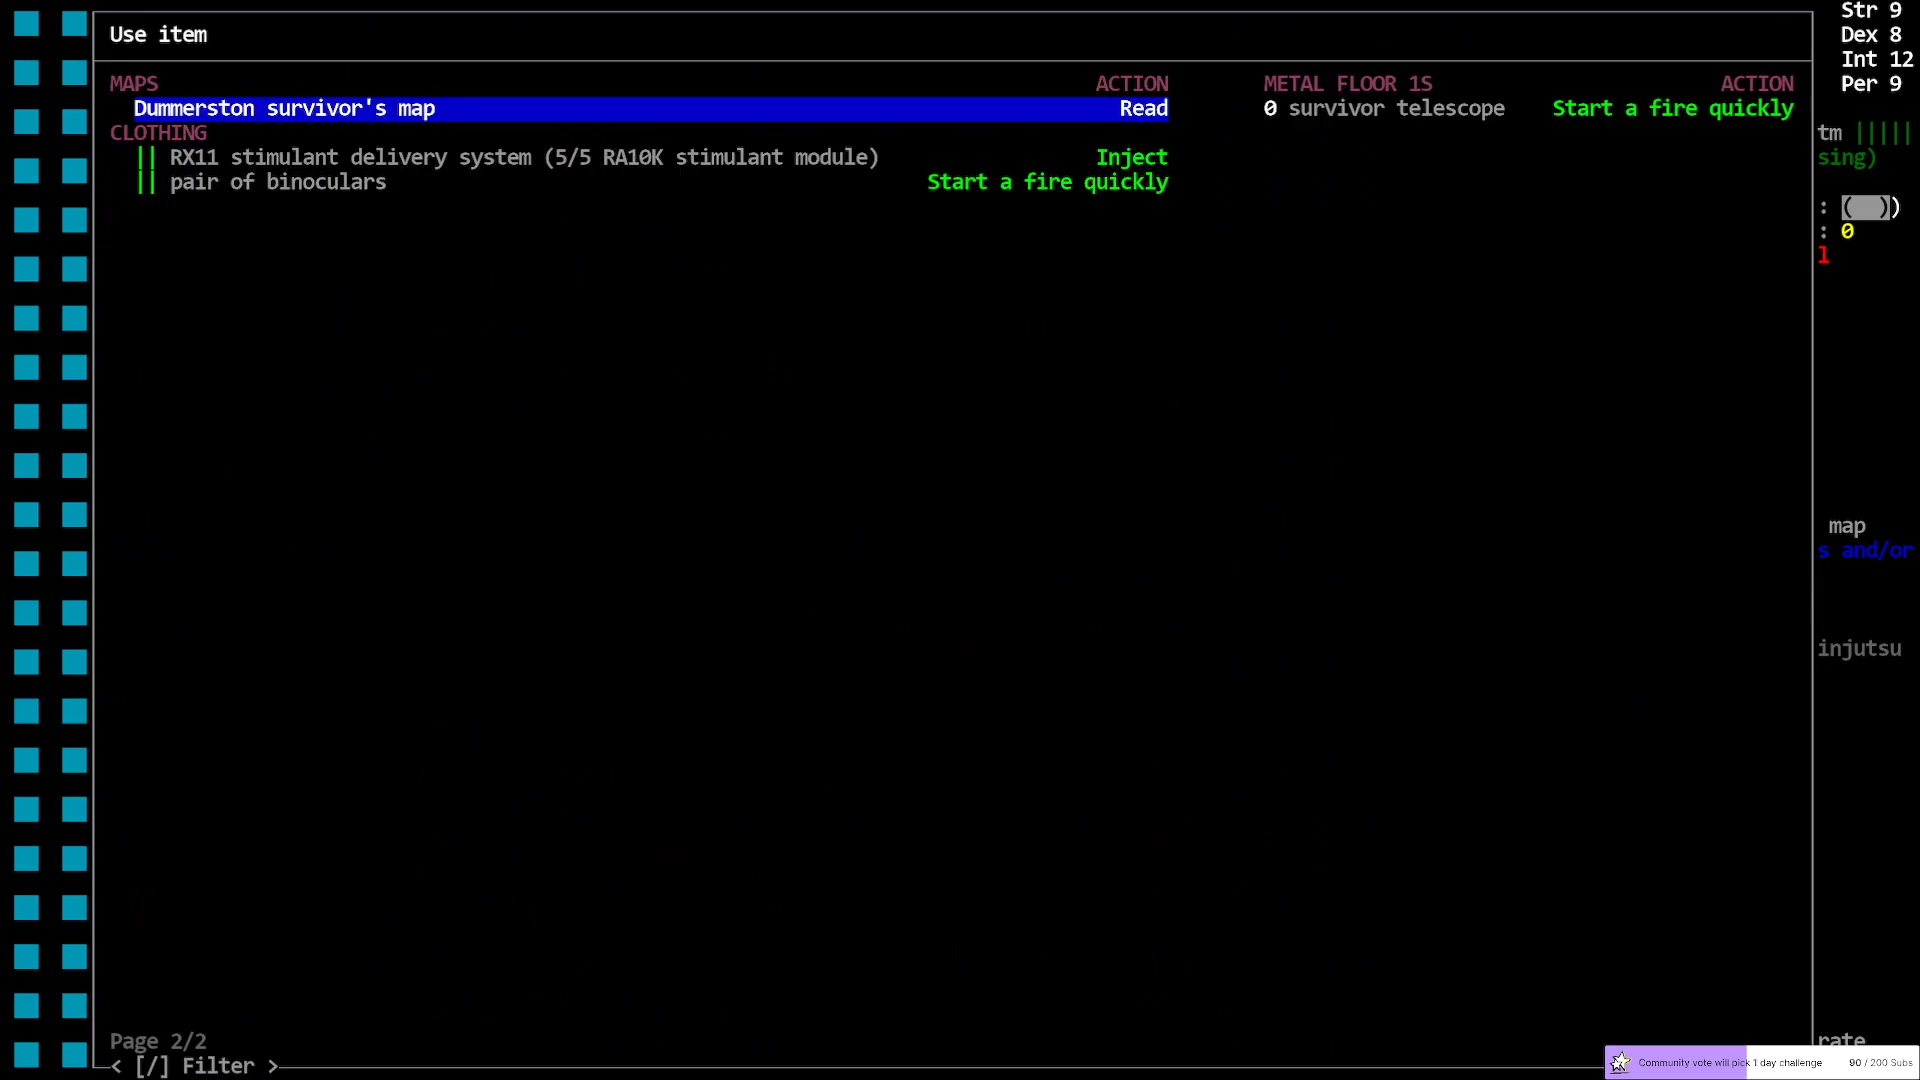 Use item
MAPS ACTION
Dummerston survivor's map Read
CLOTHING
|| RX11 stimulant delivery system (5/5 RA10K stimulant module) Inject
|| pair of binoculars Start a fire quickly
METAL FLOOR 1S ACTION
0 survivor telescope Start a fire quickly
Page 2/2
< [/] Filter >
Str 9
Dex 8
Int 12
Per 9
tm |||||
sing)
: ( ))
: 0
l
map
s and/or
injutsu
rate
Community vote will pick 1 day challenge 90 / 200 Subs